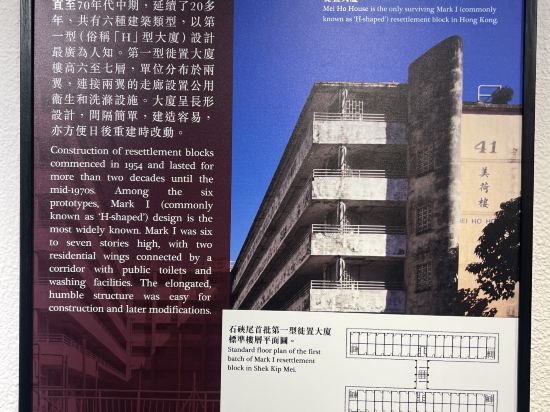 直至70年代中期，延續了20多
年，共有六種建築類型，以第
一型（俗稱「H」型大廈）設計
最廣為人知。第一型徙置大廈
樓高六至七層，單位分布於兩
翼，連接兩翼的走廊設置公用
衞生和洗滌設施。大廈呈長形
設計，間隔簡單，建造容易，
亦方便日後重建時改動。
Construction of resettlement blocks
commenced in 1954 and lasted for
more than two decades until the
mid-1970s. Among the six
prototypes, Mark I (commonly
known as ‘H-shaped’) design is the
most widely known. Mark I was six
to seven stories high, with two
residential wings connected by a
corridor with public toilets and
washing facilities. The elongated,
humble structure was easy for
construction and later modifications.
Mei Ho House is the only surviving Mark I (commonly
known as ‘H-shaped’) resettlement block in Hong Kong.
41
美
荷
樓
MEI HO HO
石硤尾首批第一型徙置大廈
標準樓層平面圖。
Standard floor plan of the first
batch of Mark I resettlement
block in Shek Kip Mei.